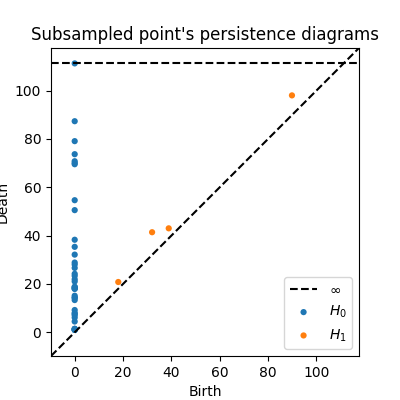 Subsampled point's persistence diagrams
Death
100
80
60
40
20
0
∞
H₀
H₁
0 20 40 60 80 100
Birth